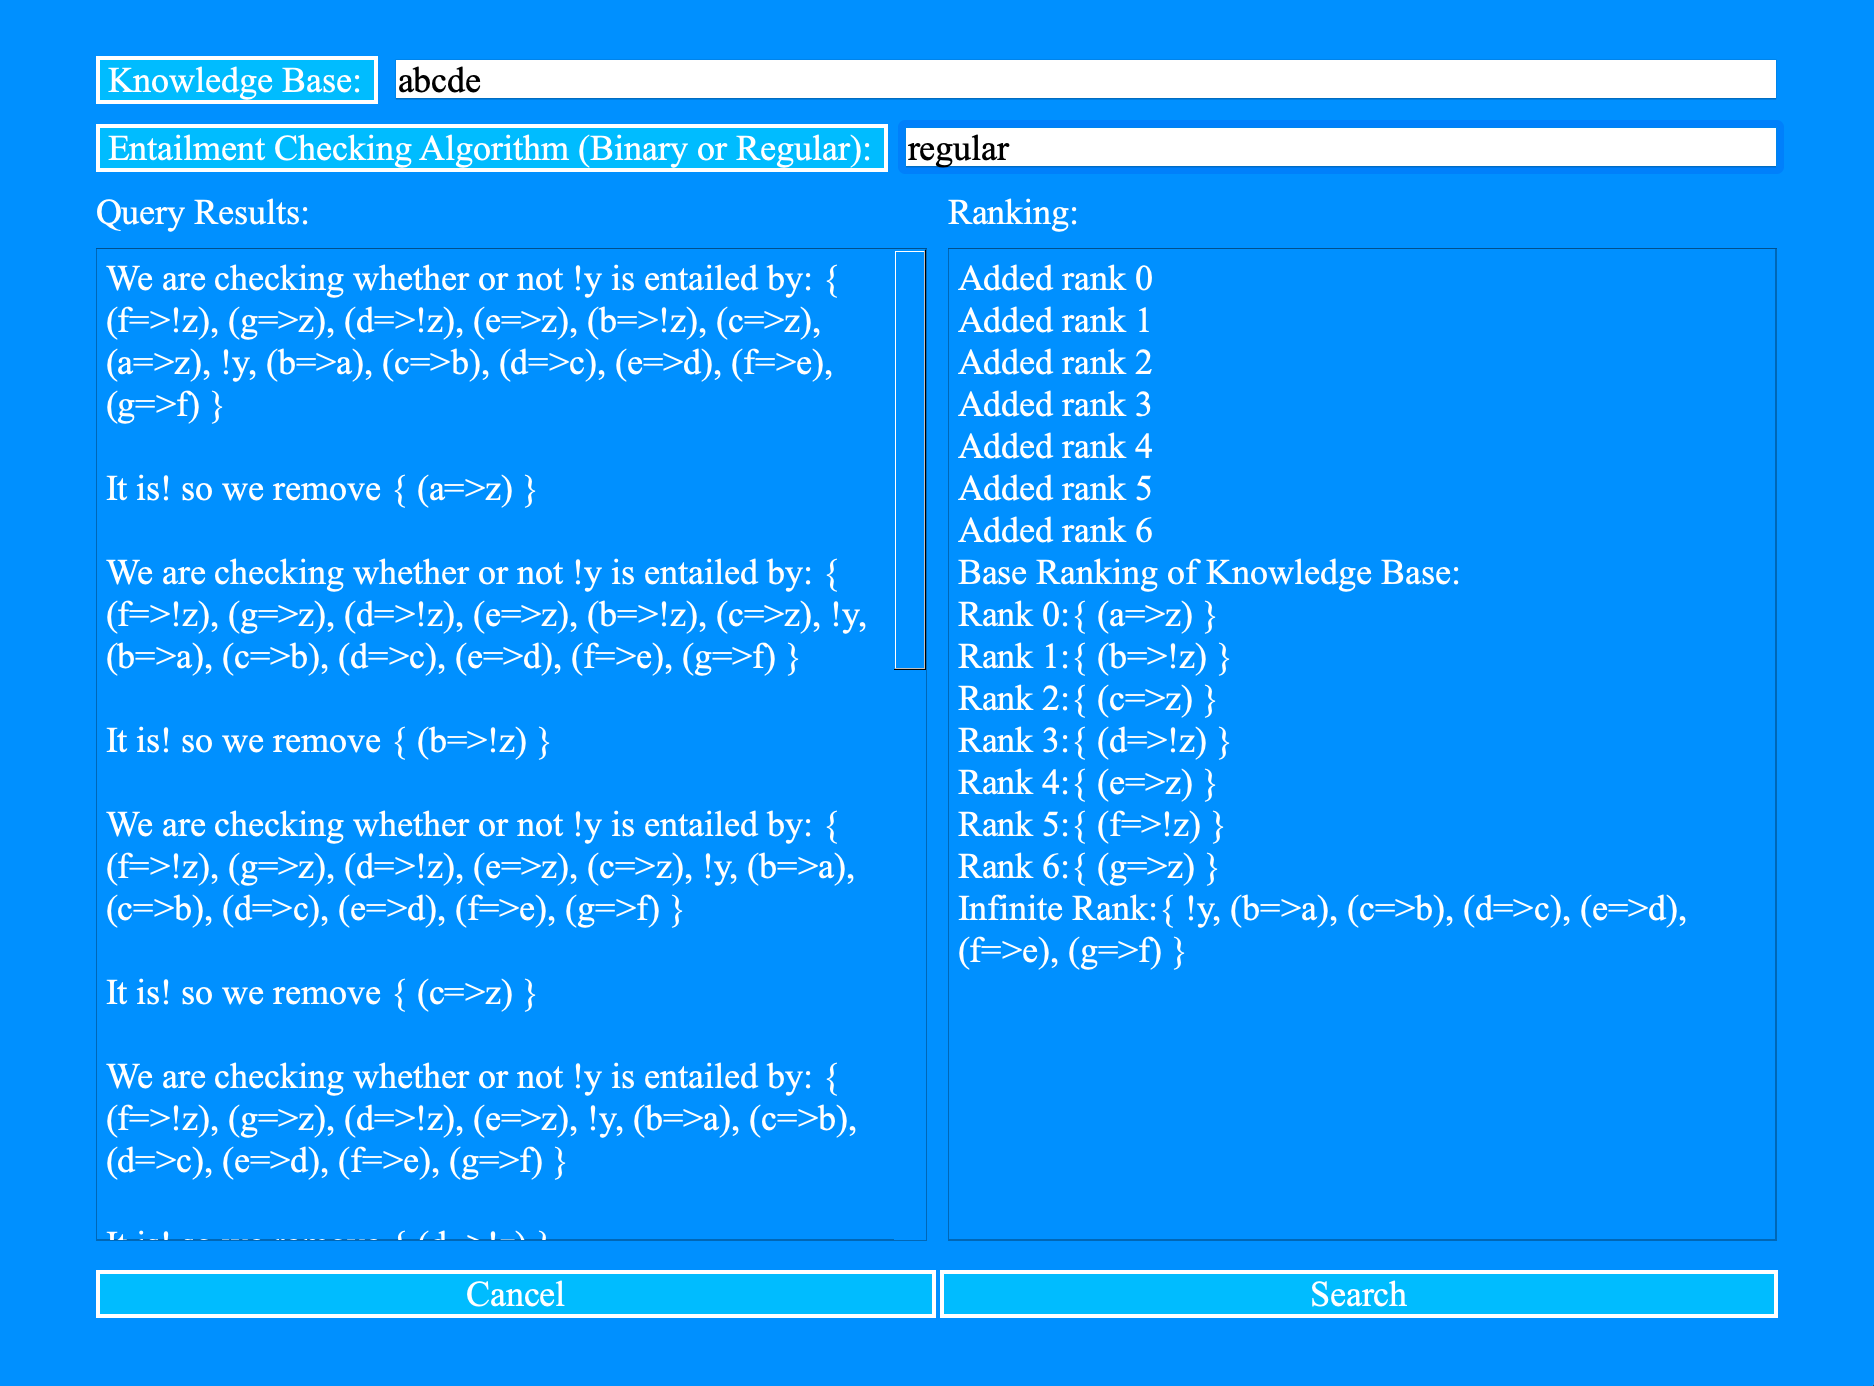 Knowledge Base:
abcde
Entailment Checking Algorithm (Binary or Regular):
regular
Query Results:
We are checking whether or not !y is entailed by: {
(f=>!z), (g=>z), (d=>!z), (e=>z), (b=>!z), (c=>z),
(a=>z), !y, (b=>a), (c=>b), (d=>c), (e=>d), (f=>e),
(g=>f) }
It is! so we remove { (a=>z) }
We are checking whether or not !y is entailed by: {
(f=>!z), (g=>z), (d=>!z), (e=>z), (b=>!z), (c=>z), !y,
(b=>a), (c=>b), (d=>c), (e=>d), (f=>e), (g=>f) }
It is! so we remove { (b=>!z) }
We are checking whether or not !y is entailed by: {
(f=>!z), (g=>z), (d=>!z), (e=>z), (c=>z), !y, (b=>a),
(c=>b), (d=>c), (e=>d), (f=>e), (g=>f) }
It is! so we remove { (c=>z) }
We are checking whether or not !y is entailed by: {
(f=>!z), (g=>z), (d=>!z), (e=>z), !y, (b=>a), (c=>b),
(d=>c), (e=>d), (f=>e), (g=>f) }
It is! so we remove { (d=>!z) }
Ranking:
Added rank 0
Added rank 1
Added rank 2
Added rank 3
Added rank 4
Added rank 5
Added rank 6
Base Ranking of Knowledge Base:
Rank 0:{ (a=>z) }
Rank 1:{ (b=>!z) }
Rank 2:{ (c=>z) }
Rank 3:{ (d=>!z) }
Rank 4:{ (e=>z) }
Rank 5:{ (f=>!z) }
Rank 6:{ (g=>z) }
Infinite Rank:{ !y, (b=>a), (c=>b), (d=>c), (e=>d),
(f=>e), (g=>f) }
Cancel
Search